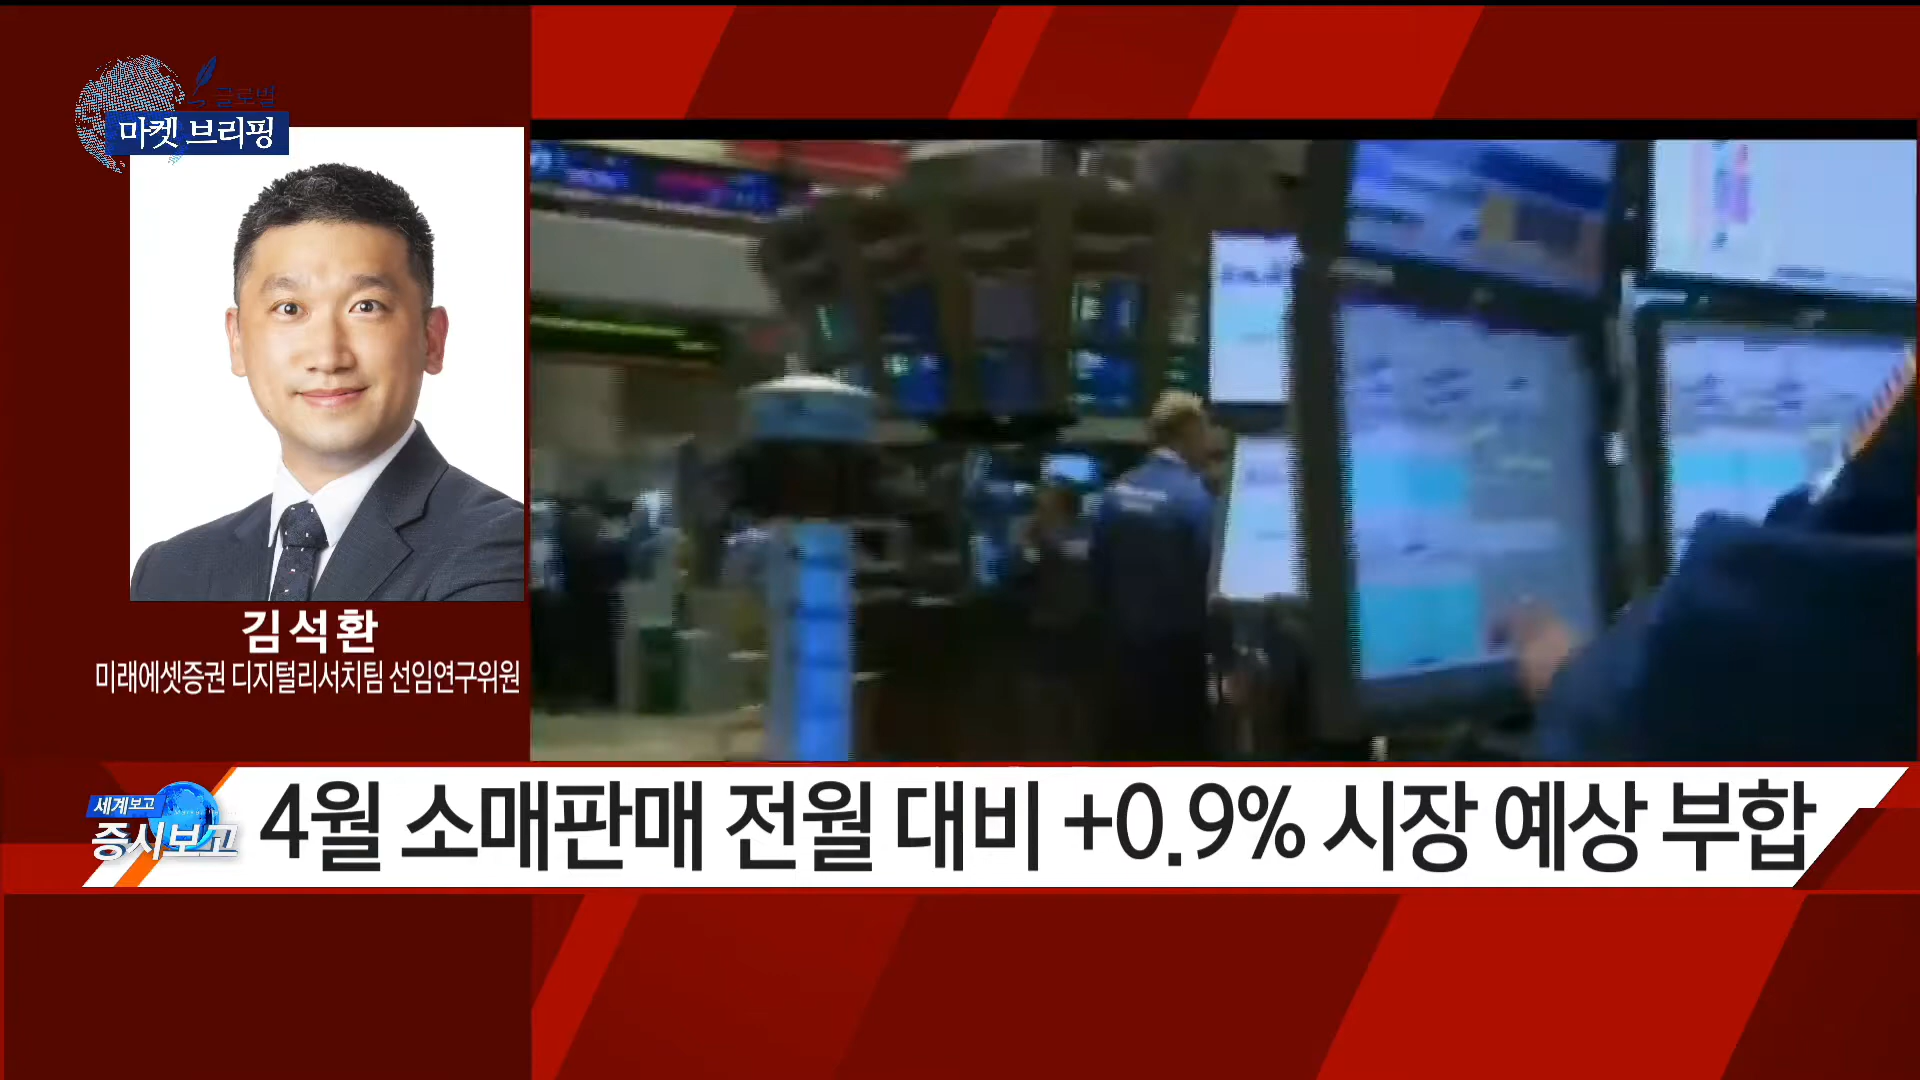 글로벌
마켓 브리핑
김석환
미래에셋증권 디지털리서치팀 선임연구위원
세계보고
증시보고
4월 소매판매 전월 대비 +0.9% 시장 예상 부합